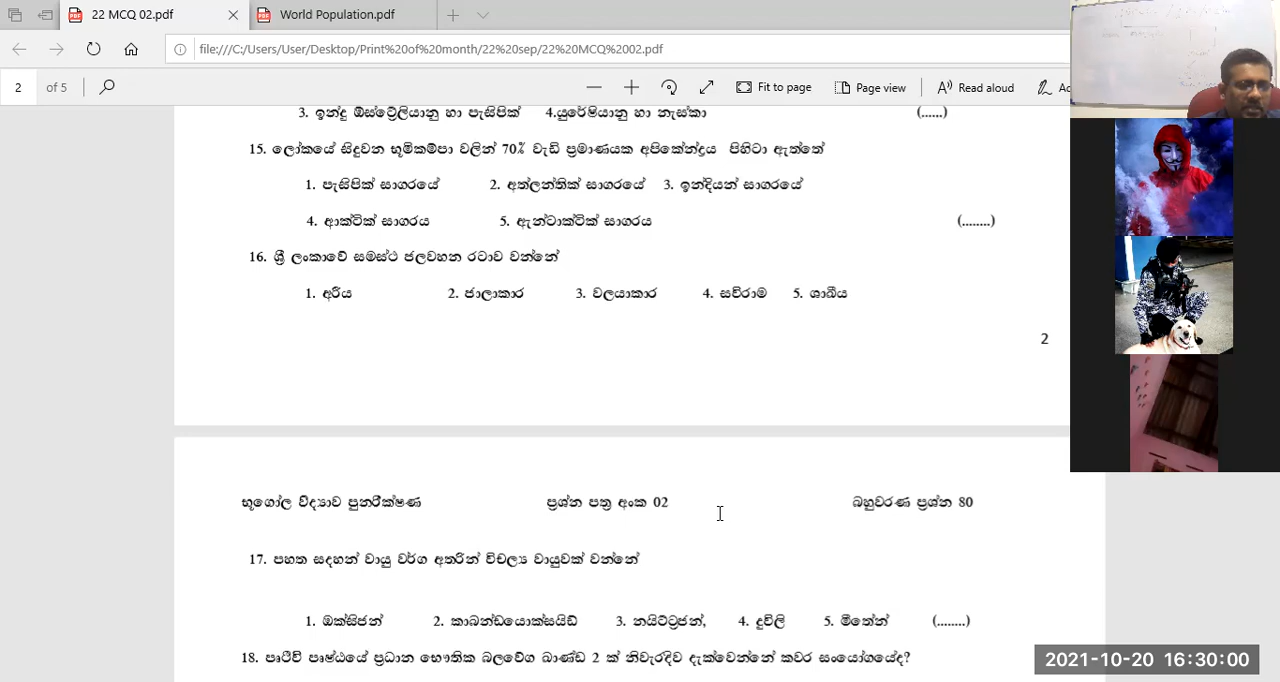 22 MCQ 02.pdf
World Population.pdf
file:///C:/Users/User/Desktop/Print%20of%20month/22%20sep/22%20MCQ%2002.pdf
2 of 5
Fit to page
Page view
Read aloud
3. ඉන්දු ඕස්ට්‍රේලියානු හා පැසිපික් 4.යුරේෂියානු හා නැස්කා (......)
15. ලෝකයේ සිදුවන භූමිකම්පා වලින් 70% වැඩි ප්‍රමාණයක අපිකේන්ද්‍රය පිහිටා ඇත්තේ
1. පැසිපික් සාගරයේ 2. අත්ලන්තික් සාගරයේ 3. ඉන්දියන් සාගරයේ
4. ආක්ටික් සාගරය 5. ඇන්ටාක්ටික් සාගරය (........)
16. ශ්‍රී ලංකාවේ සමස්ථ ජලවහන රටාව වන්නේ
1. අරීය 2. ජාලාකාර 3. වලයාකාර 4. සවිරාම 5. ශාඛීය
2
භූගෝල විද්‍යාව පුනරීක්ෂණ ප්‍රශ්න පත්‍ර අංක 02 බහුවරණ ප්‍රශ්න 80
17. පහත සදහන් වායු වර්ග අතරින් විචල්‍ය වායුවක් වන්නේ
1. ඔක්සිජන් 2. කාබන්ඩයොක්සයිඩ් 3. නයිට්ට්‍රජන්, 4. දුවිලි 5. මීතේන් (........)
18. පෘථිවි පෘෂ්ඨයේ ප්‍රධාන භෞතික බලවේග ඛාණ්ඩ 2 ක් නිවැරදිව දැක්වෙන්නේ කවර සංයෝගයේද?
2021-10-20 16:30:00